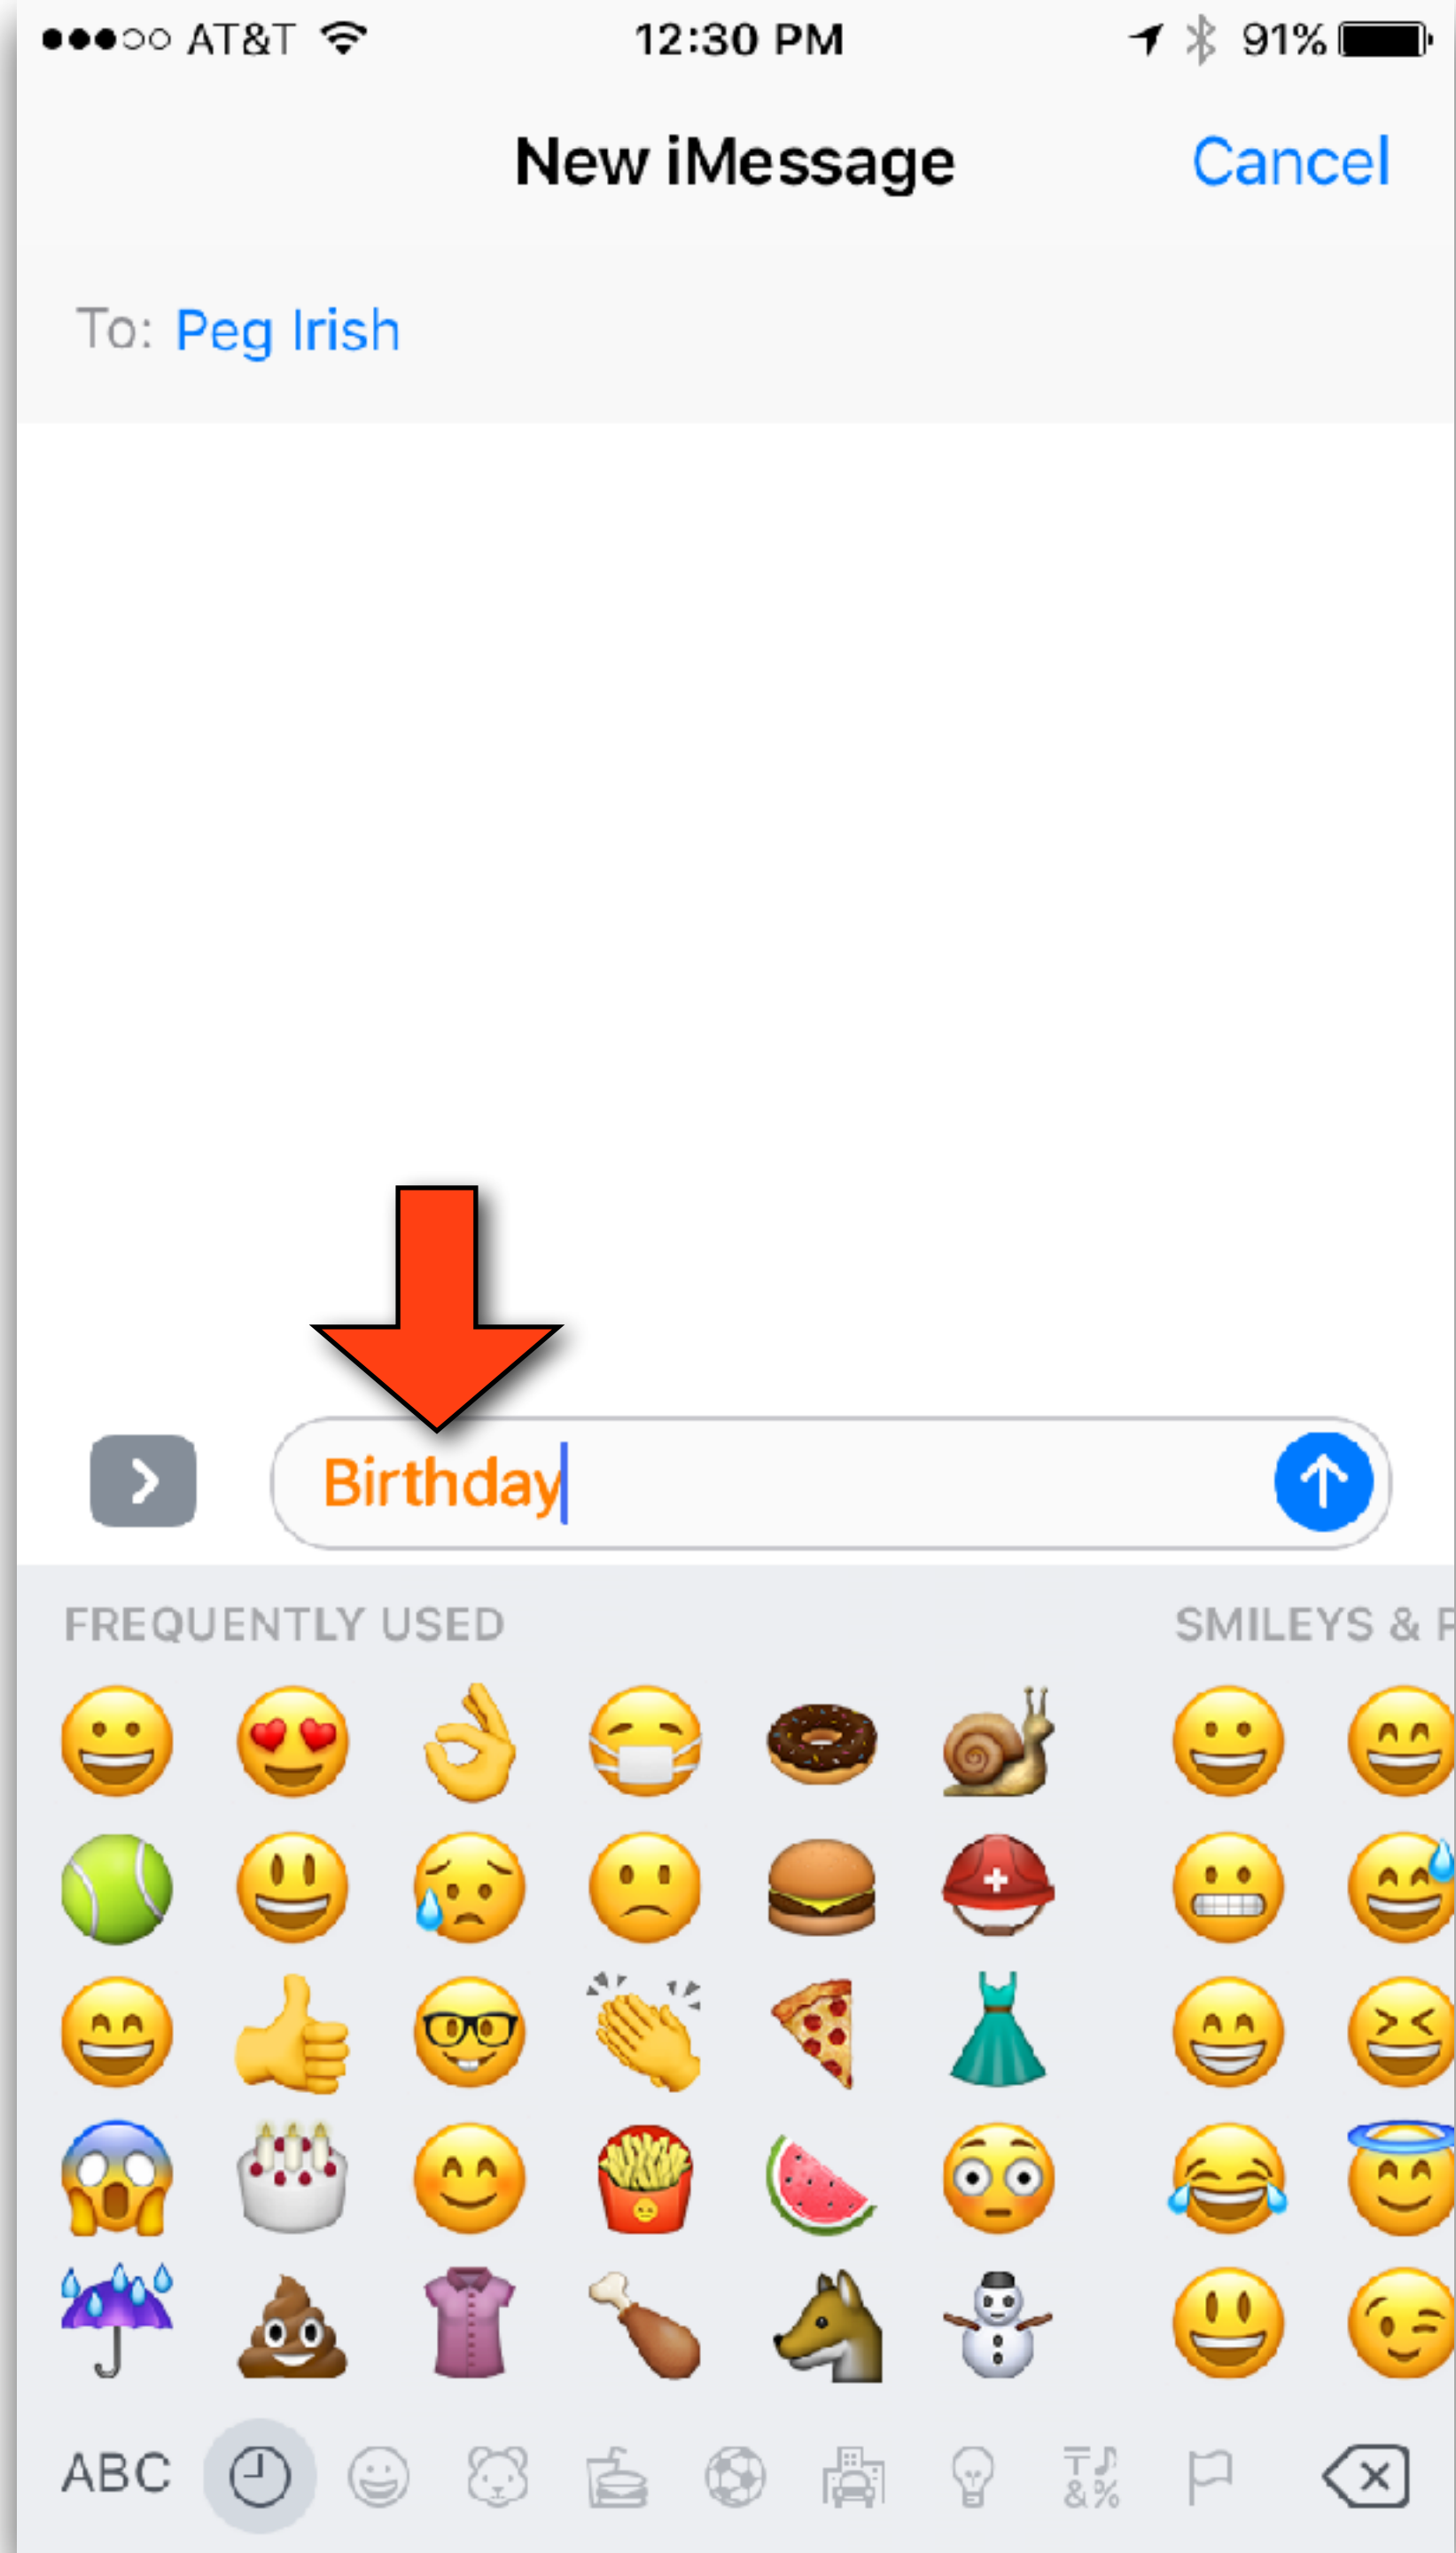 AT&T 12:30 PM 91%
New iMessage Cancel
To: Peg Irish
Birthday
FREQUENTLY USED SMILEYS & P
ABC